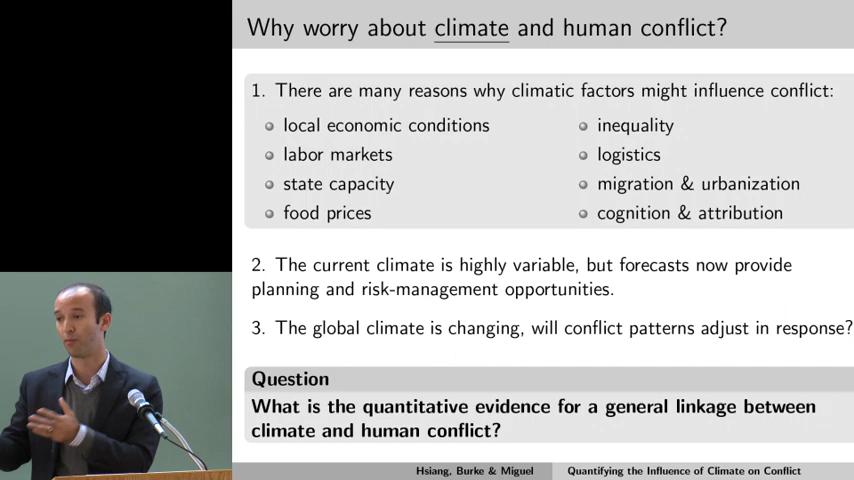 Why worry about climate and human conflict?
1. There are many reasons why climatic factors might influence conflict:
local economic conditions
labor markets
state capacity
food prices
inequality
logistics
migration & urbanization
cognition & attribution
2. The current climate is highly variable, but forecasts now provide
planning and risk-management opportunities.
3. The global climate is changing, will conflict patterns adjust in response?
Question
What is the quantitative evidence for a general linkage between
climate and human conflict?
Hsiang, Burke & Miguel
Quantifying the Influence of Climate on Conflict